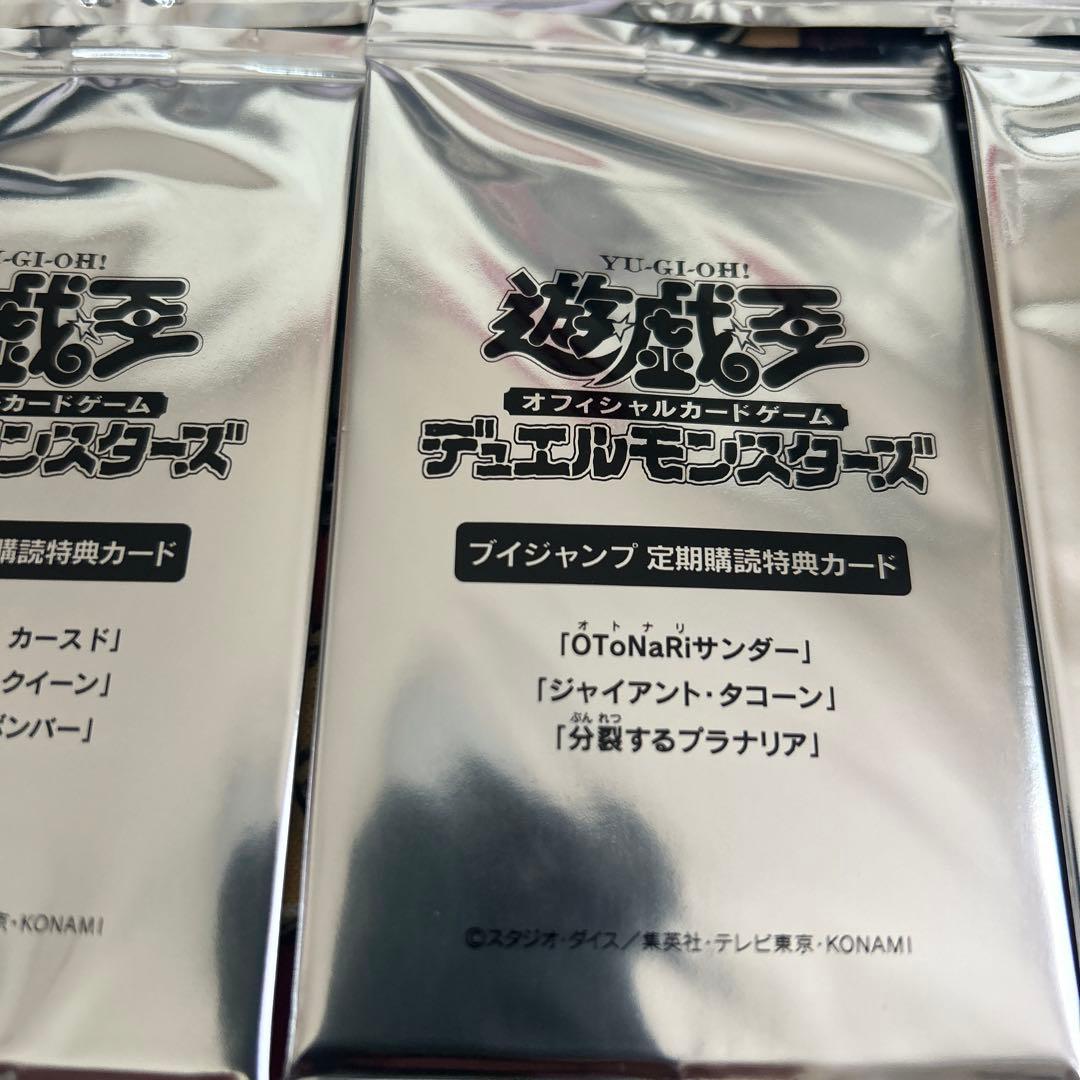 -GI-OH!
戯王
カードゲーム
ンスターズ
購読特典カード
カースド」
クイーン」
ボンバー」
京・KONAMI
YU-GI-OH!
遊戯王
オフィシャルカードゲーム
デュエルモンスターズ
ブイジャンプ 定期購読特典カード
オトナリ
「OToNaRiサンダー」
「ジャイアント・タコーン」
ぶん れつ
「分裂するプラナリア」
©スタジオ・ダイス/集英社・テレビ東京・KONAMI